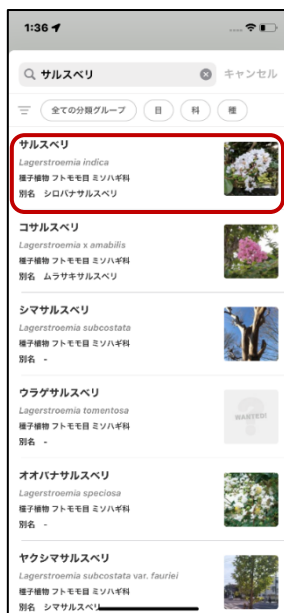 1:36
サルスベリ
キャンセル
全ての分類グループ 目 科 種
サルスベリ
Lagerstroemia indica
種子植物 フトモモ目 ミソハギ科
別名 シロバナサルスベリ
コサルスベリ
Lagerstroemia x amabilis
種子植物 フトモモ目 ミソハギ科
別名 ムラサキサルスベリ
シマサルスベリ
Lagerstroemia subcostata
種子植物 フトモモ目 ミソハギ科
別名 -
ウラゲサルスベリ
Lagerstroemia tomentosa
種子植物 フトモモ目 ミソハギ科
別名 -
WANTED!
オオバナサルスベリ
Lagerstroemia speciosa
種子植物 フトモモ目 ミソハギ科
別名 -
ヤクシマサルスベリ
Lagerstroemia subcostata var. fauriei
種子植物 フトモモ目 ミソハギ科
別名 シマサルスベリ